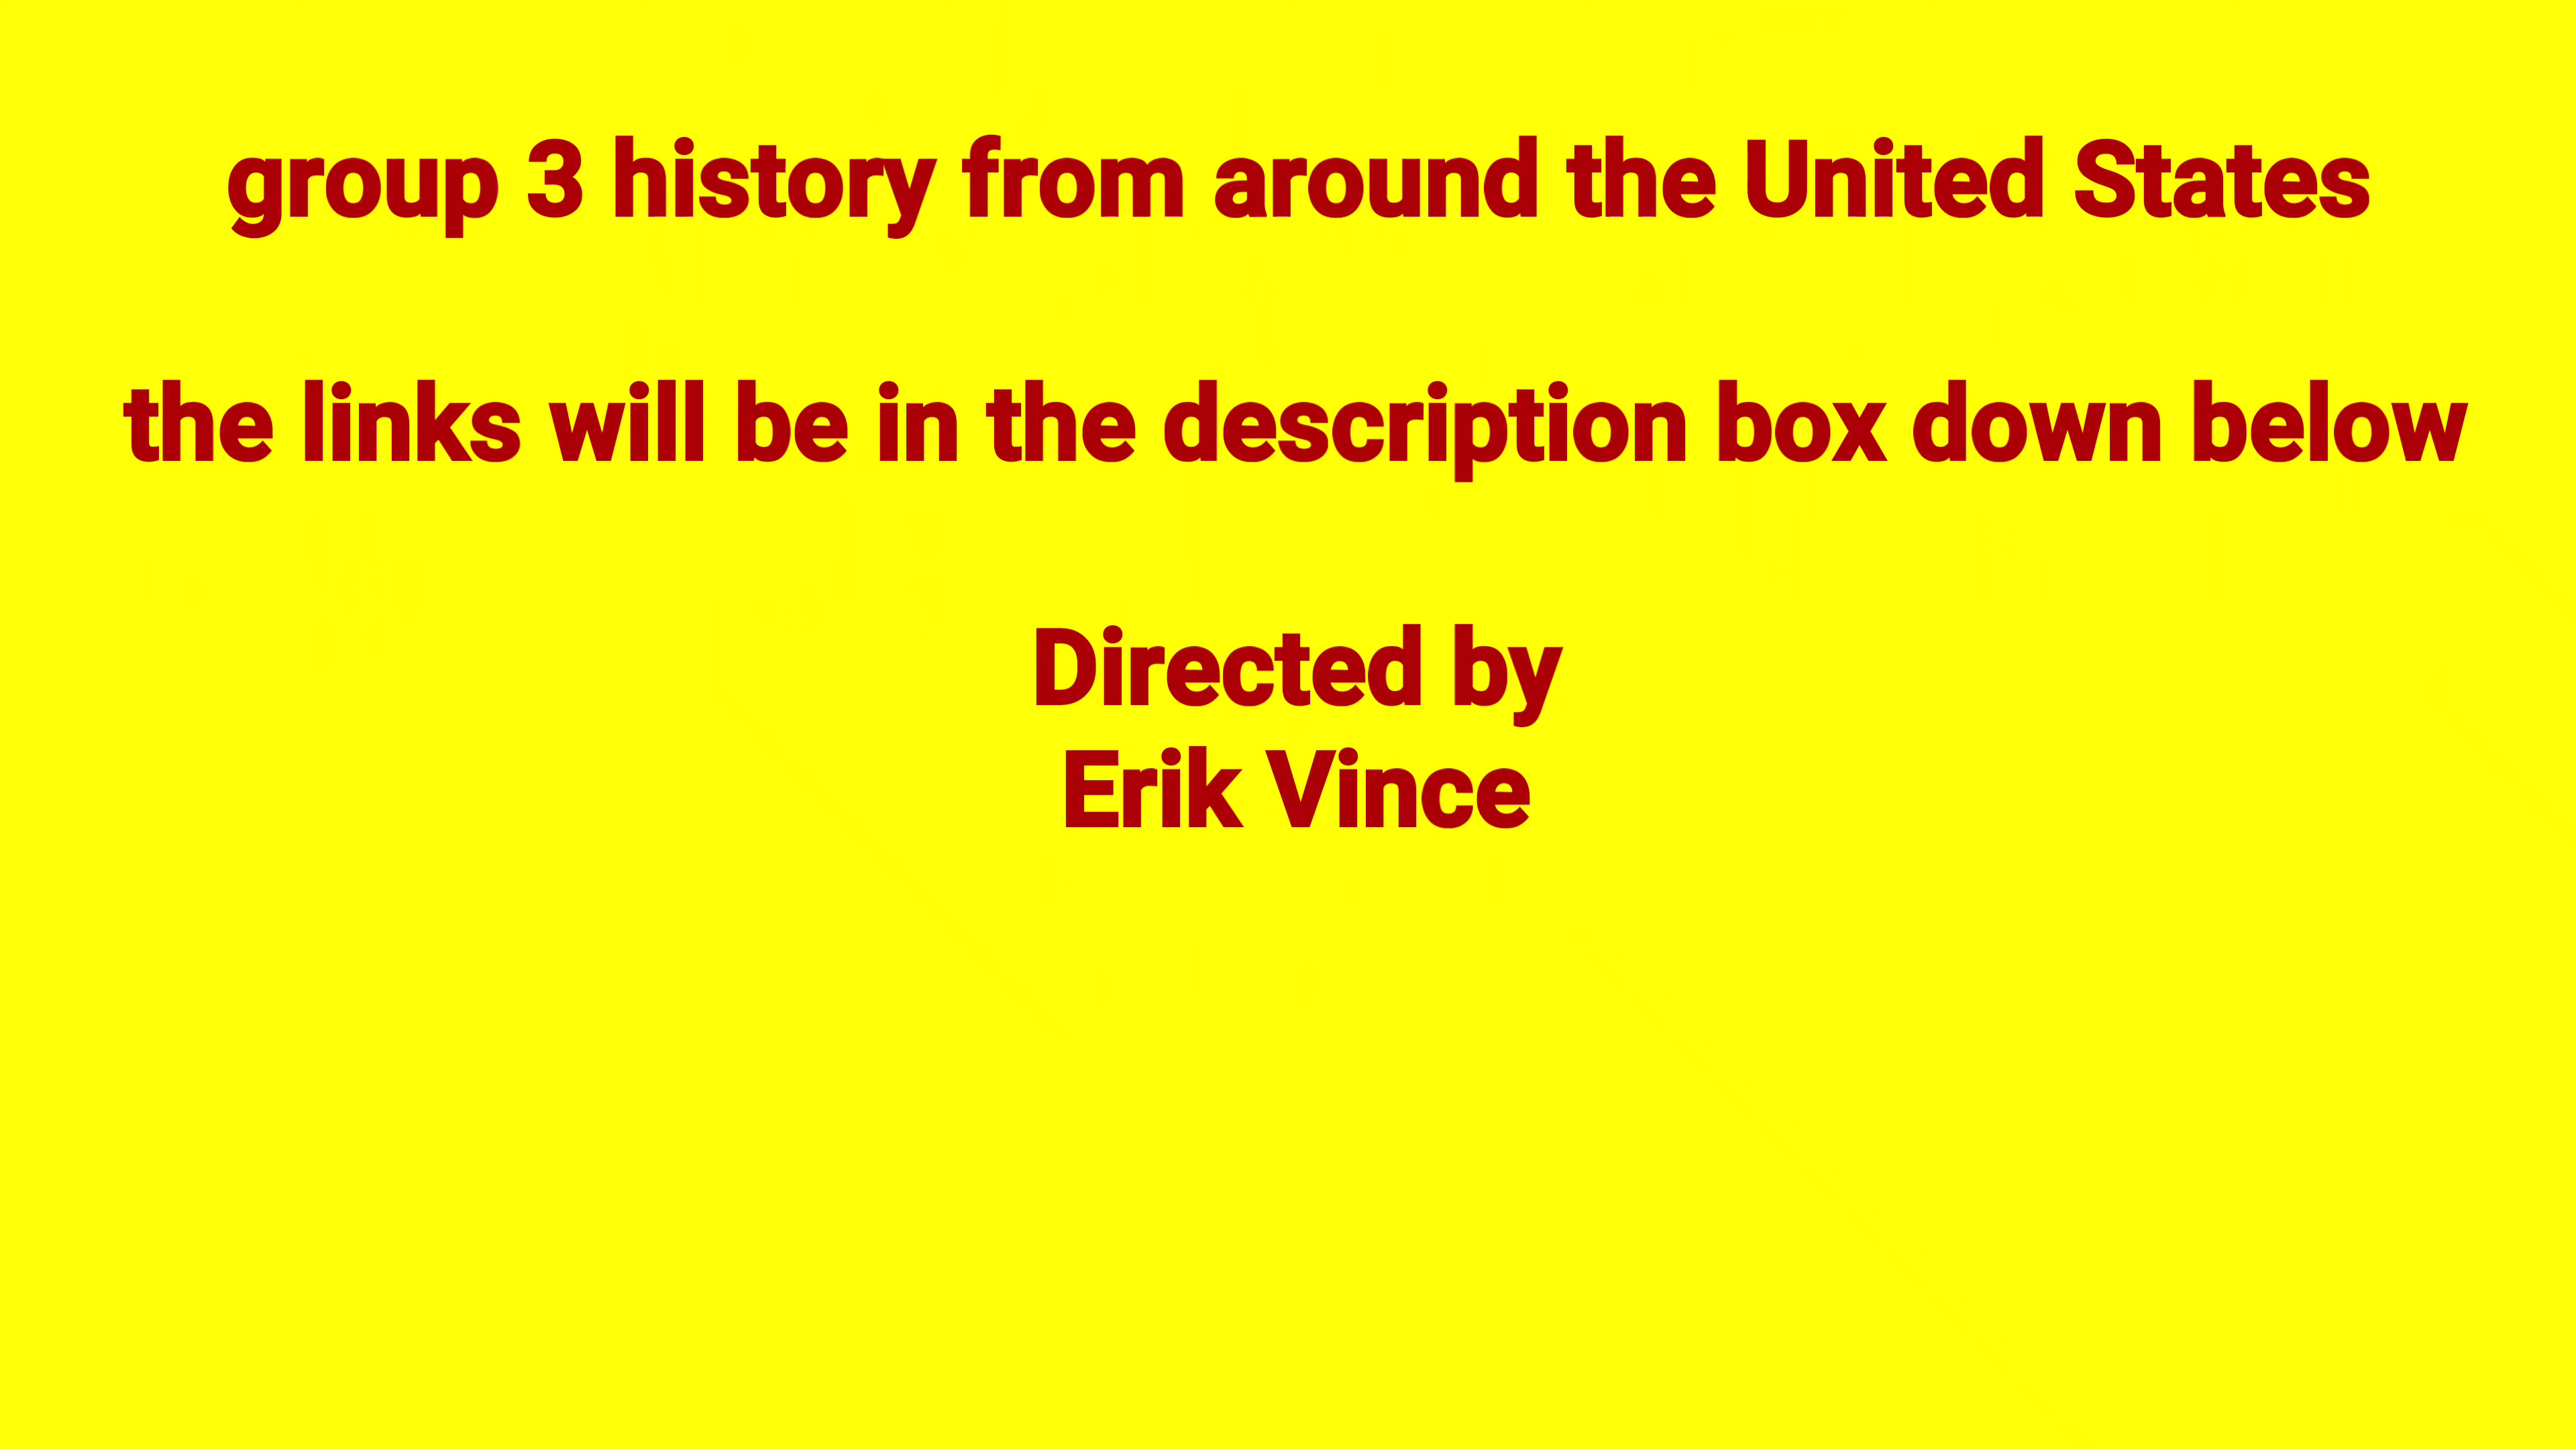 group 3 history from around the United States
the links will be in the description box down below
Directed by
Erik Vince